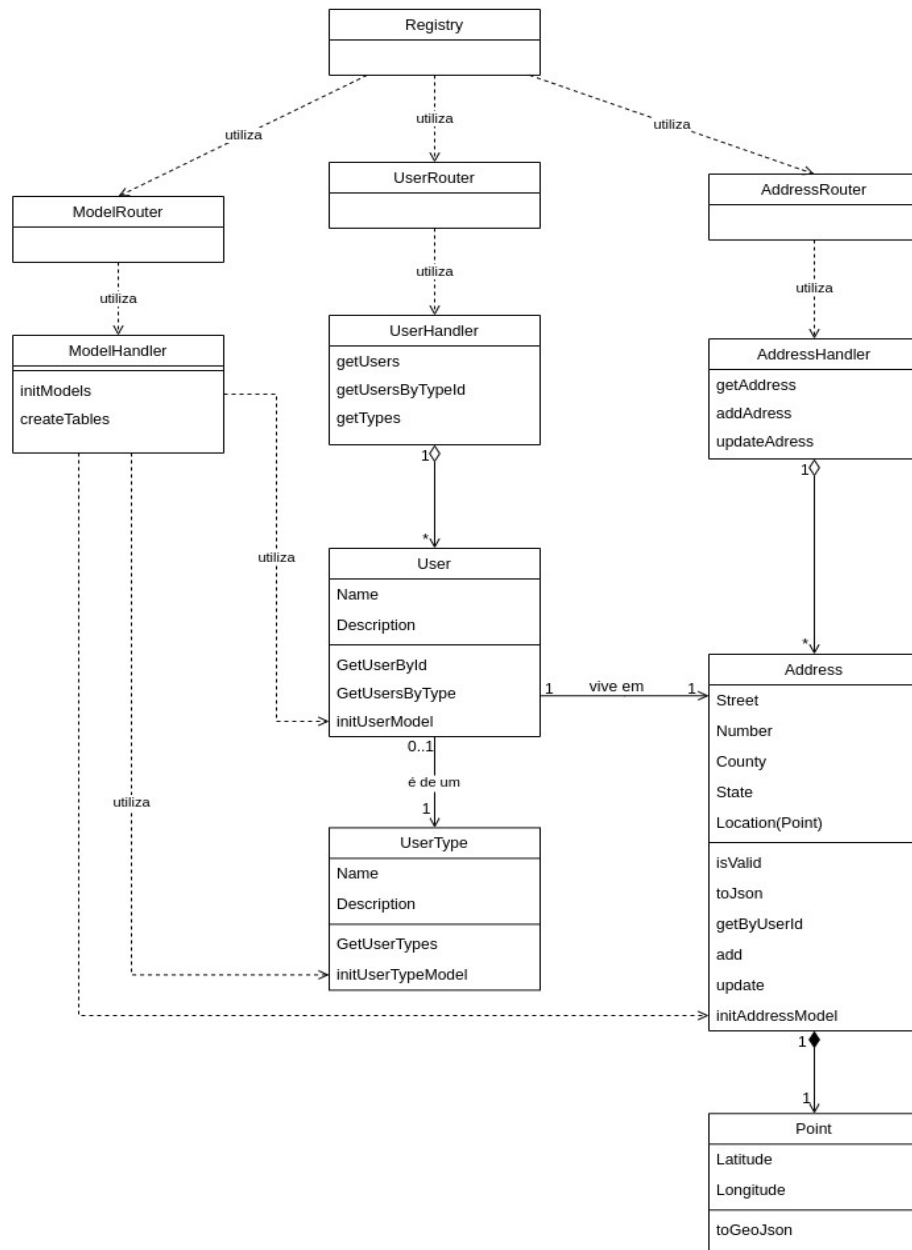 Registry
utiliza
utiliza
utiliza
UserRouter
AddressRouter
ModelRouter
utiliza
utiliza
utiliza
UserHandler
getUsers
getUsersByTypeId
getTypes
ModelHandler
initModels
createTables
AddressHandler
getAddress
addAdress
updateAdress
1
*
1
*
utiliza
User
Name
Description
GetUserById
GetUsersByType
initUserModel
1 vive em 1
0..1
é de um
1
utiliza
UserType
Name
Description
GetUserTypes
initUserTypeModel
Address
Street
Number
County
State
Location(Point)
isValid
toJson
getByUserId
add
update
initAddressModel
1
1
Point
Latitude
Longitude
toGeoJson